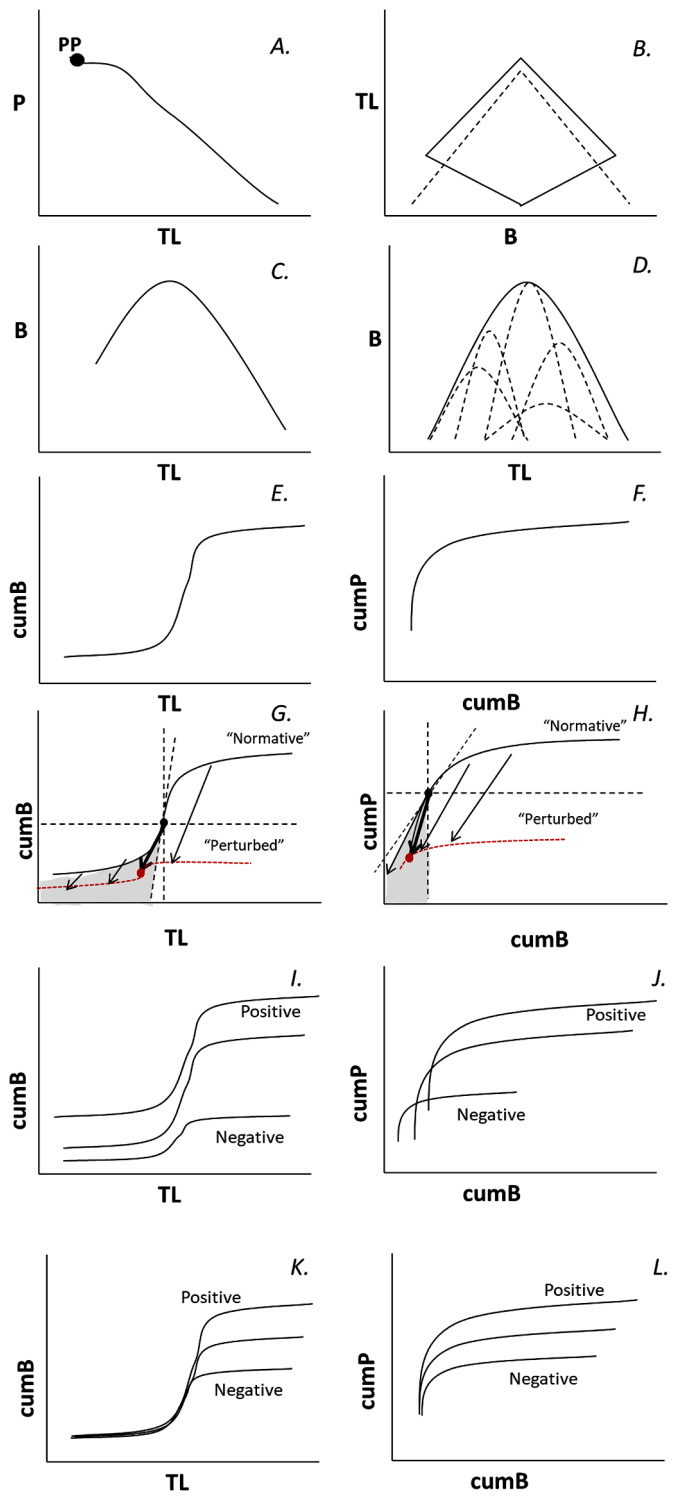 PP
A.
P
TL
B.
TL
B
C.
B
TL
D.
B
TL
E.
cumB
TL
F.
cumP
cumB
G.
"Normative"
"Perturbed"
cumB
TL
H.
"Normative"
"Perturbed"
cumP
cumB
I.
Positive
Negative
cumB
TL
J.
Positive
Negative
cumP
cumB
K.
Positive
Negative
cumB
TL
L.
Positive
Negative
cumP
cumB